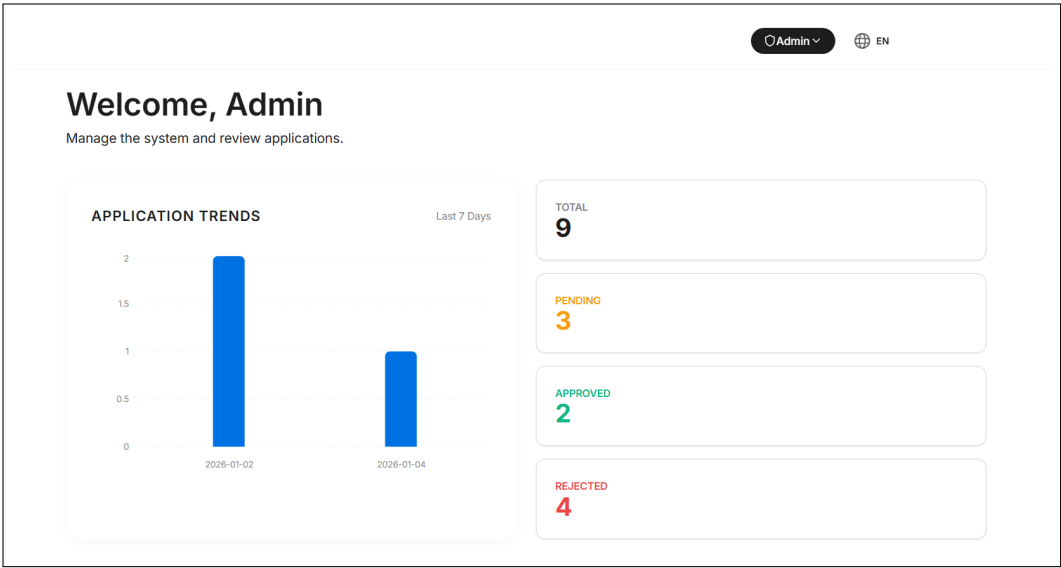 Admin
EN
Welcome, Admin
Manage the system and review applications.
APPLICATION TRENDS
Last 7 Days
2
1.5
1
0.5
0
2026-01-02
2026-01-04
TOTAL
9
PENDING
3
APPROVED
2
REJECTED
4